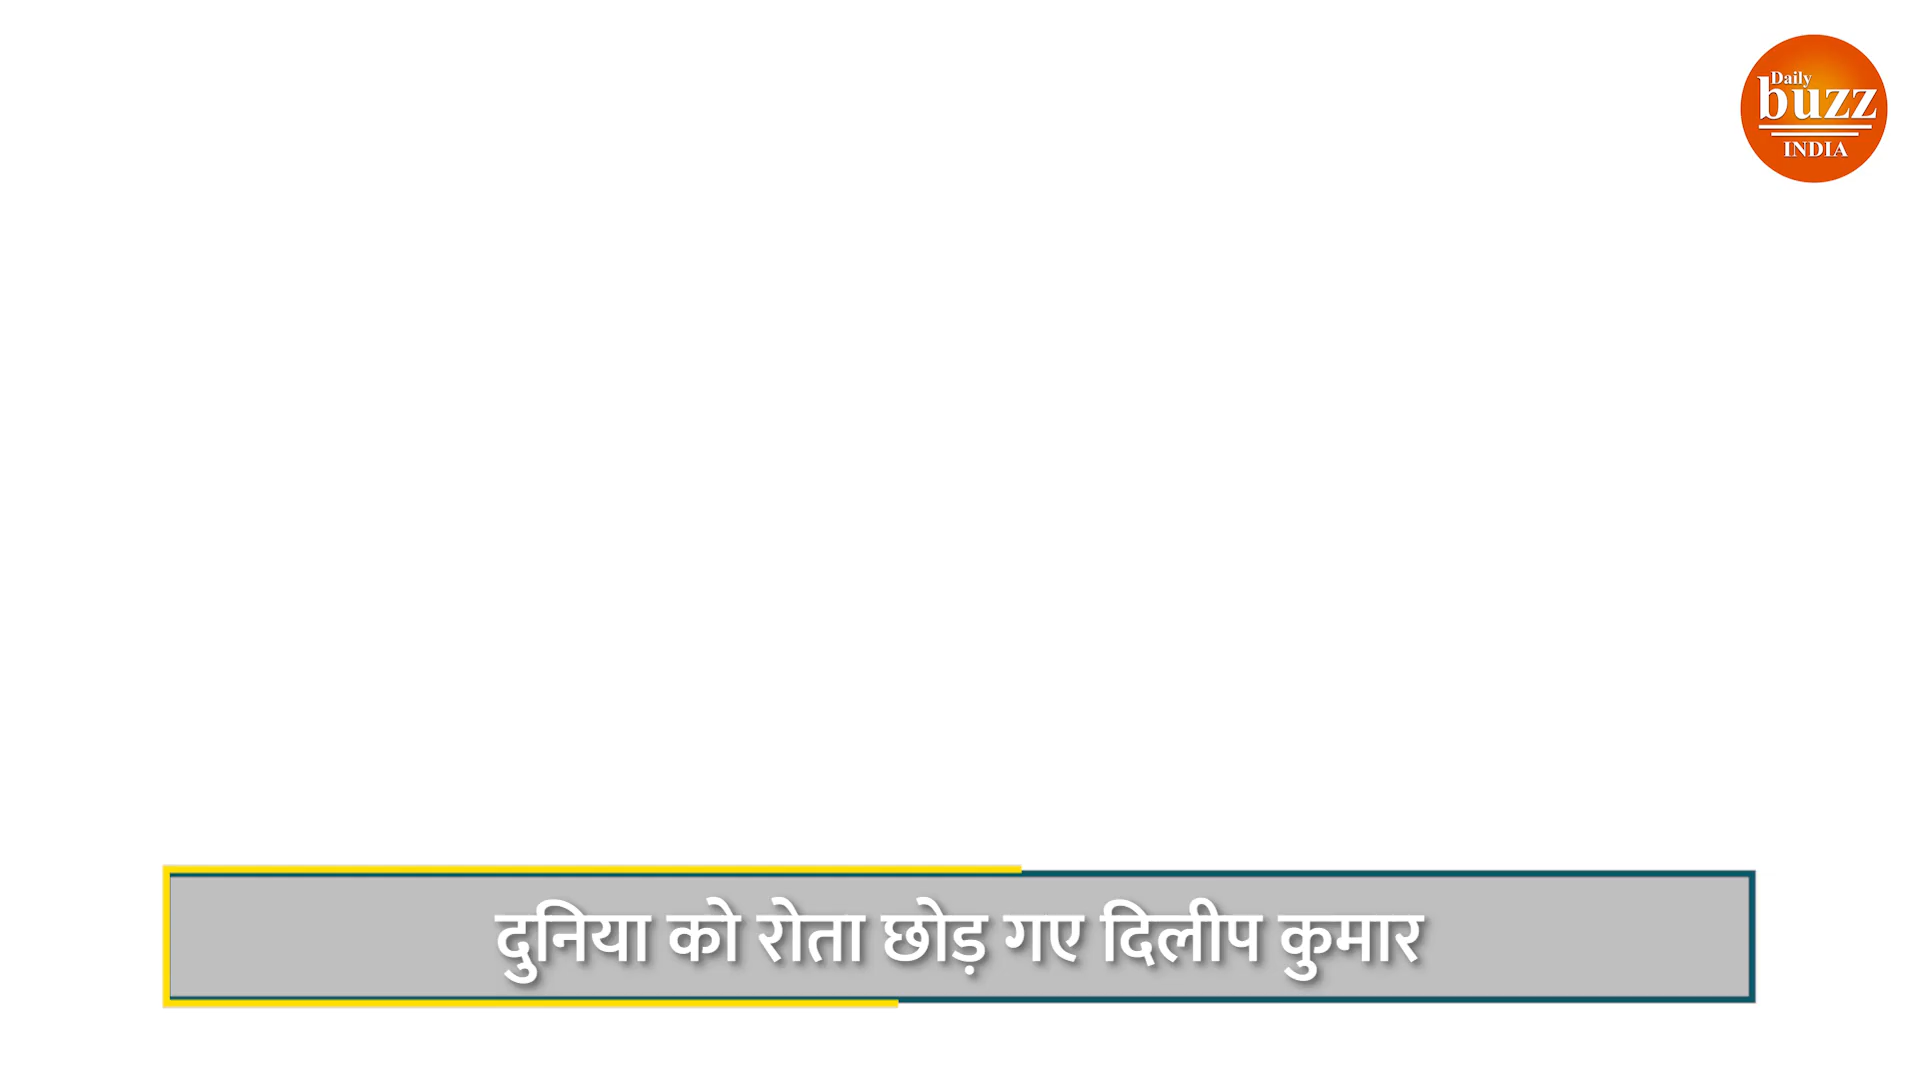 Daily
buzz
INDIA
दुनिया को रोता छोड़ गए दिलीप कुमार